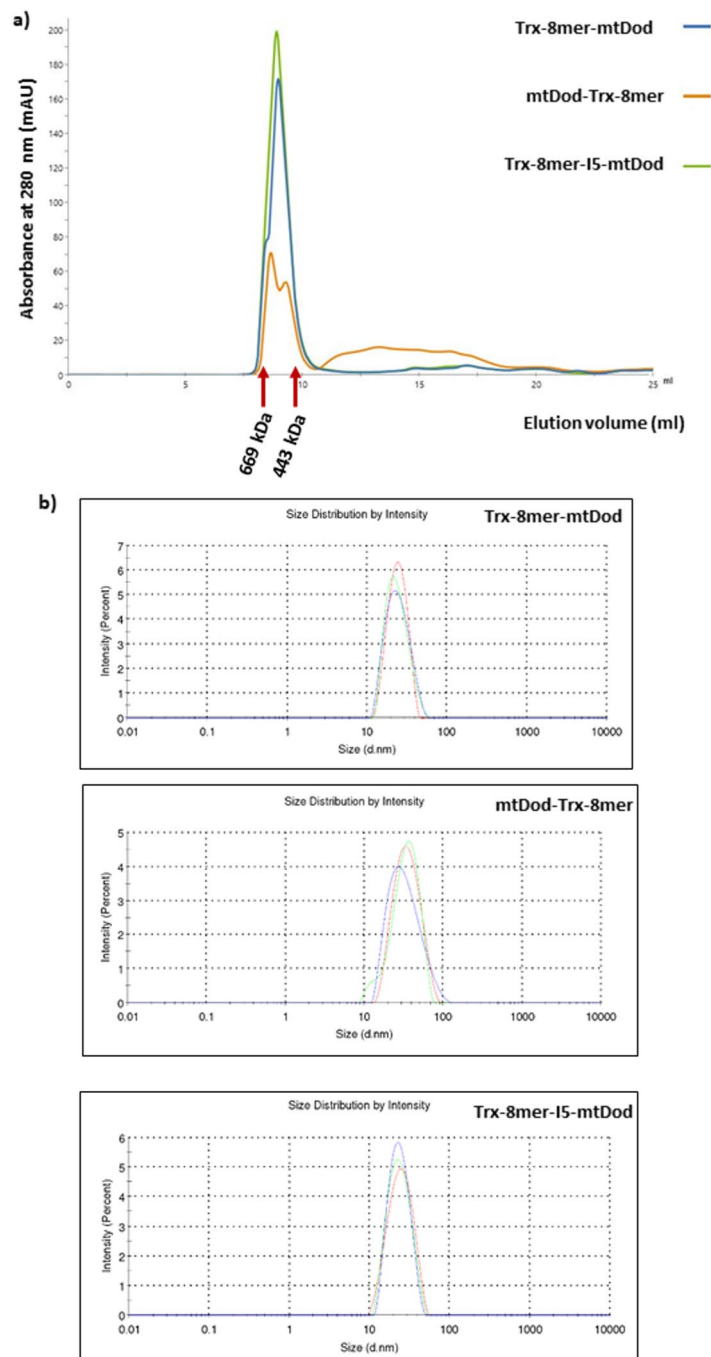 a)
Trx-8mer-mtDod
mtDod-Trx-8mer
Trx-8mer-I5-mtDod
Absorbance at 280 nm (mAU)
200
180
160
140
120
100
80
60
40
20
0
0 5 10 15 20 25 ml
669 kDa
443 kDa
Elution volume (ml)
b)
Size Distribution by Intensity
Trx-8mer-mtDod
Intensity (Percent)
7
6
5
4
3
2
1
0
0.01 0.1 1 10 100 1000 10000
Size (d.nm)
Size Distribution by Intensity
mtDod-Trx-8mer
Intensity (Percent)
5
4
3
2
1
0
0.01 0.1 1 10 100 1000 10000
Size (d.nm)
Size Distribution by Intensity
Trx-8mer-I5-mtDod
Intensity (Percent)
6
5
4
3
2
1
0
0.01 0.1 1 10 100 1000 10000
Size (d.nm)